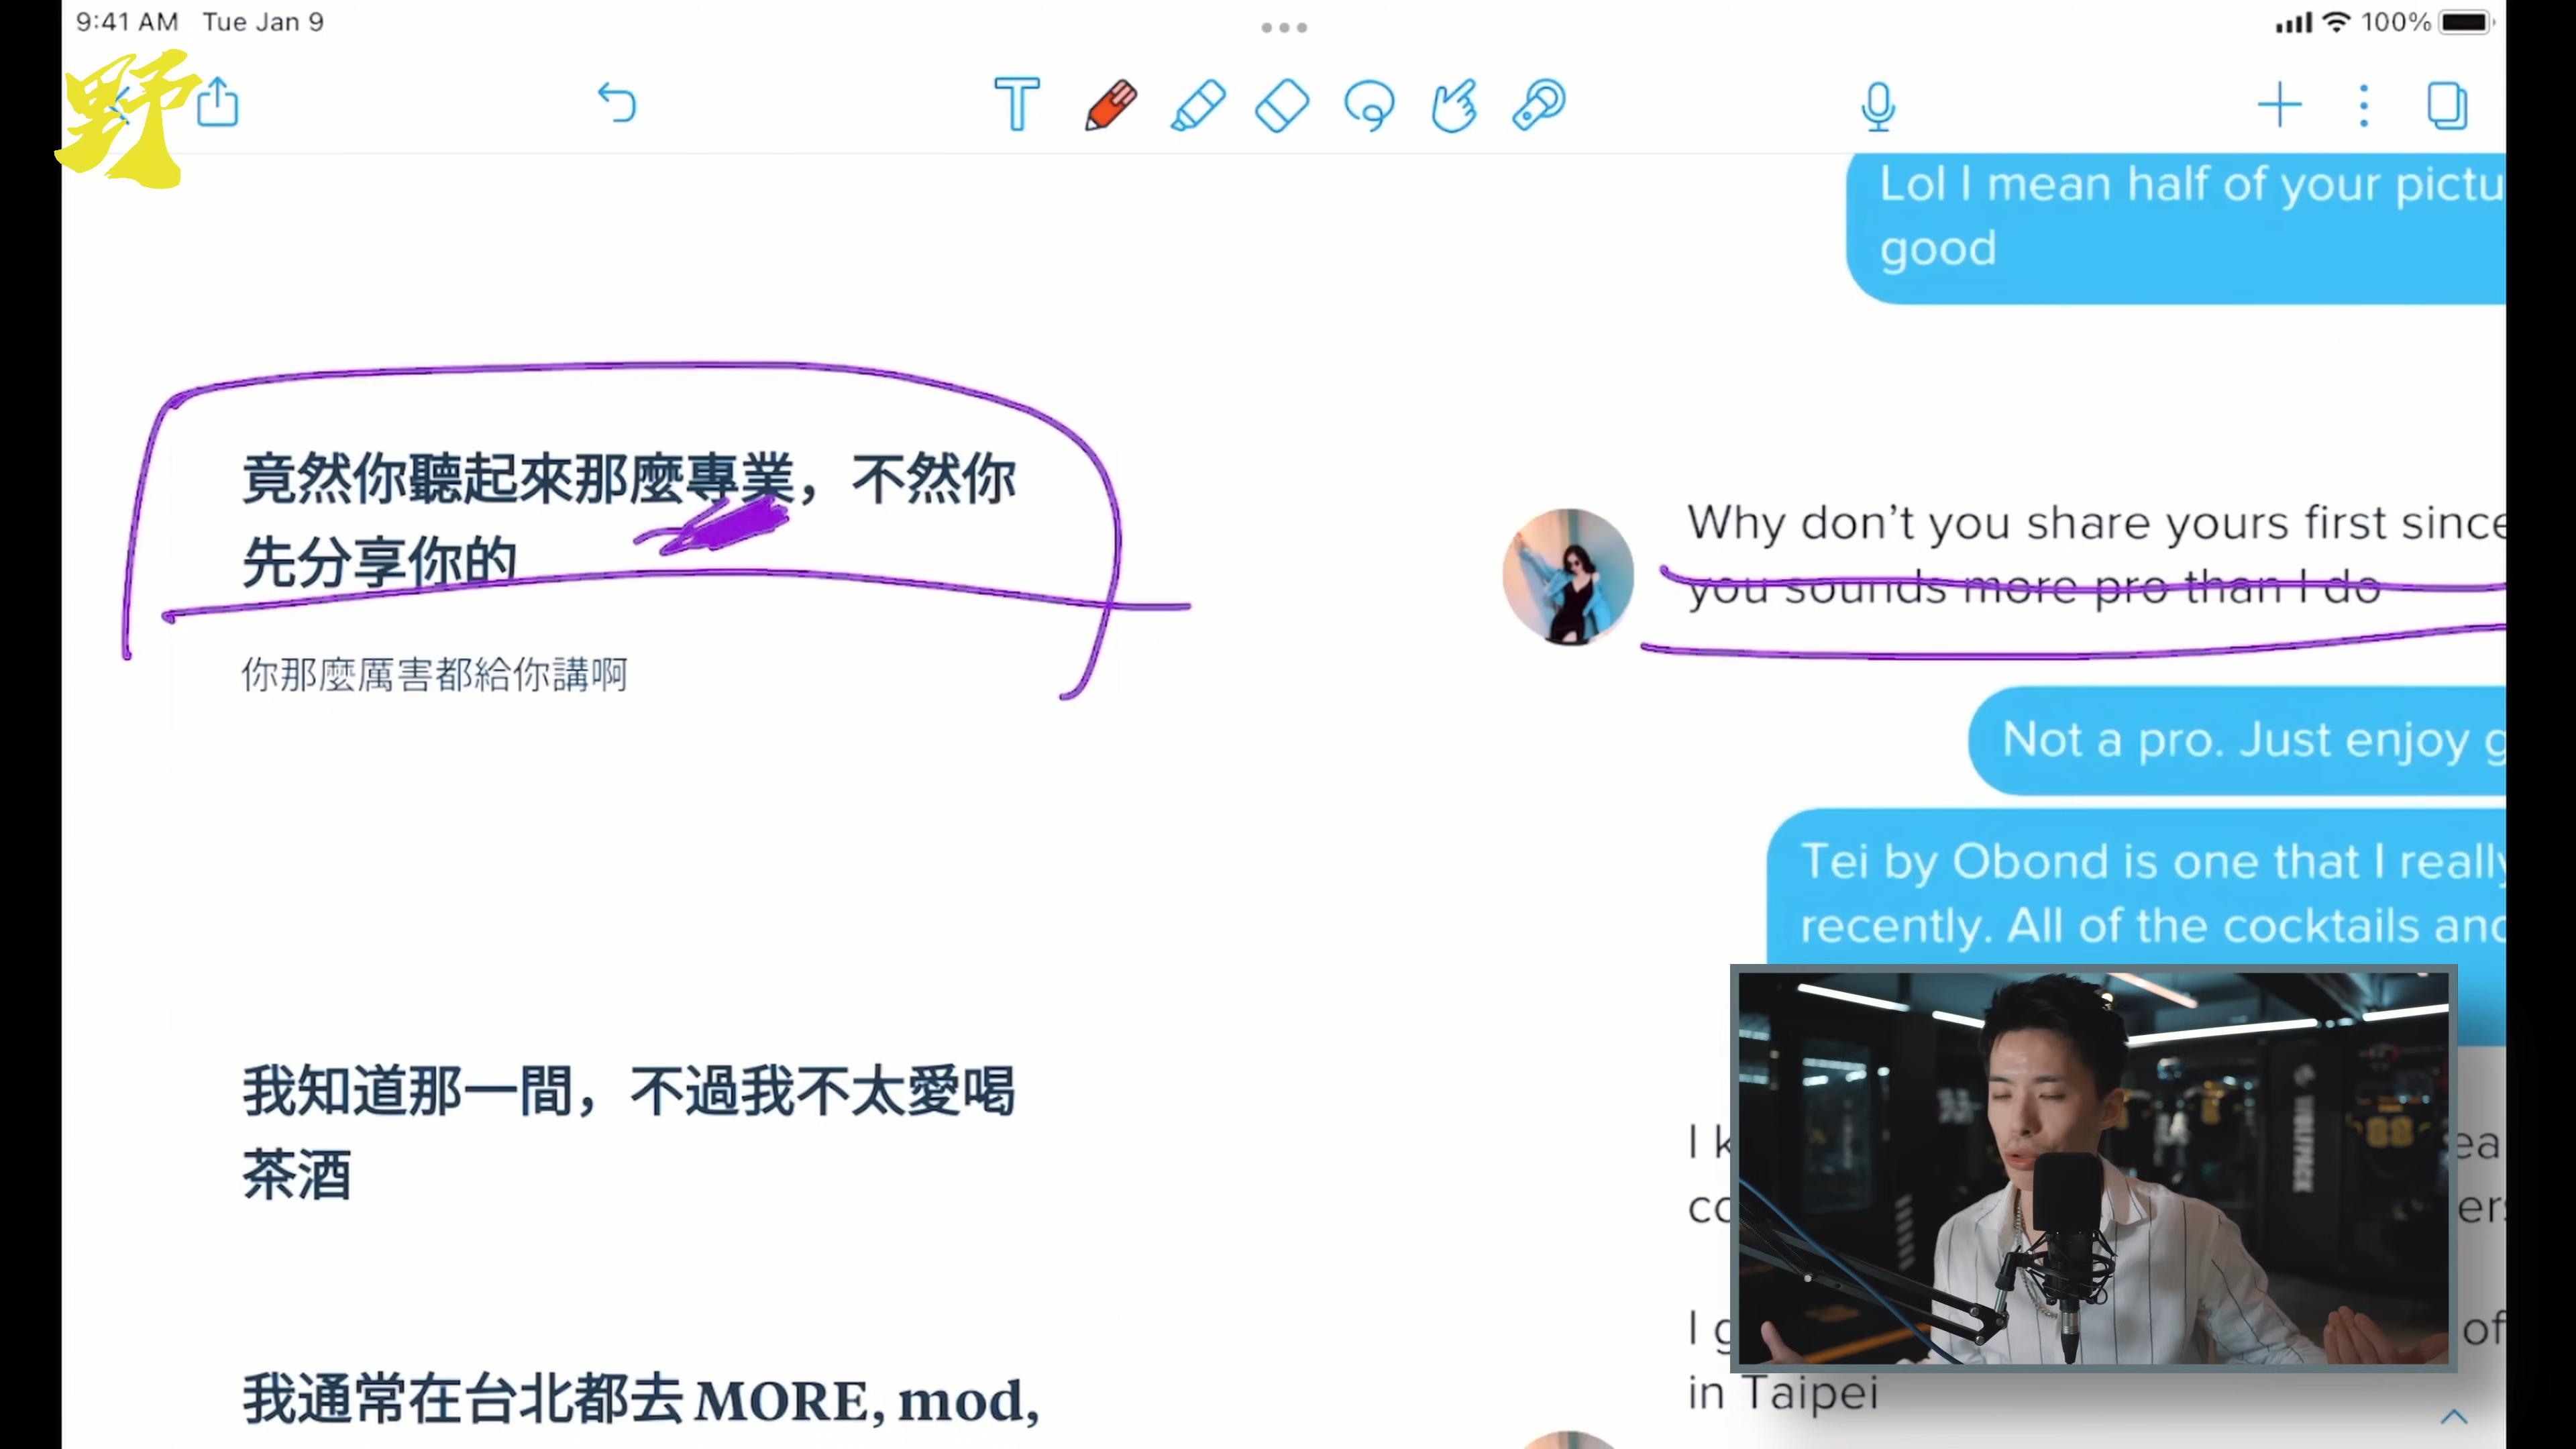 9:41 AM Tue Jan 9
100%
野
Lol I mean half of your pictu
good
竟然你聽起來那麼專業，不然你
先分享你的
你那麼厲害都給你講啊
Why don't you share yours first since
you sounds more pro than I do
Not a pro. Just enjoy g
Tei by Obond is one that I really
recently. All of the cocktails and
我知道那一間，不過我不太愛喝
茶酒
我通常在台北都去 MORE, mod,
in Taipei